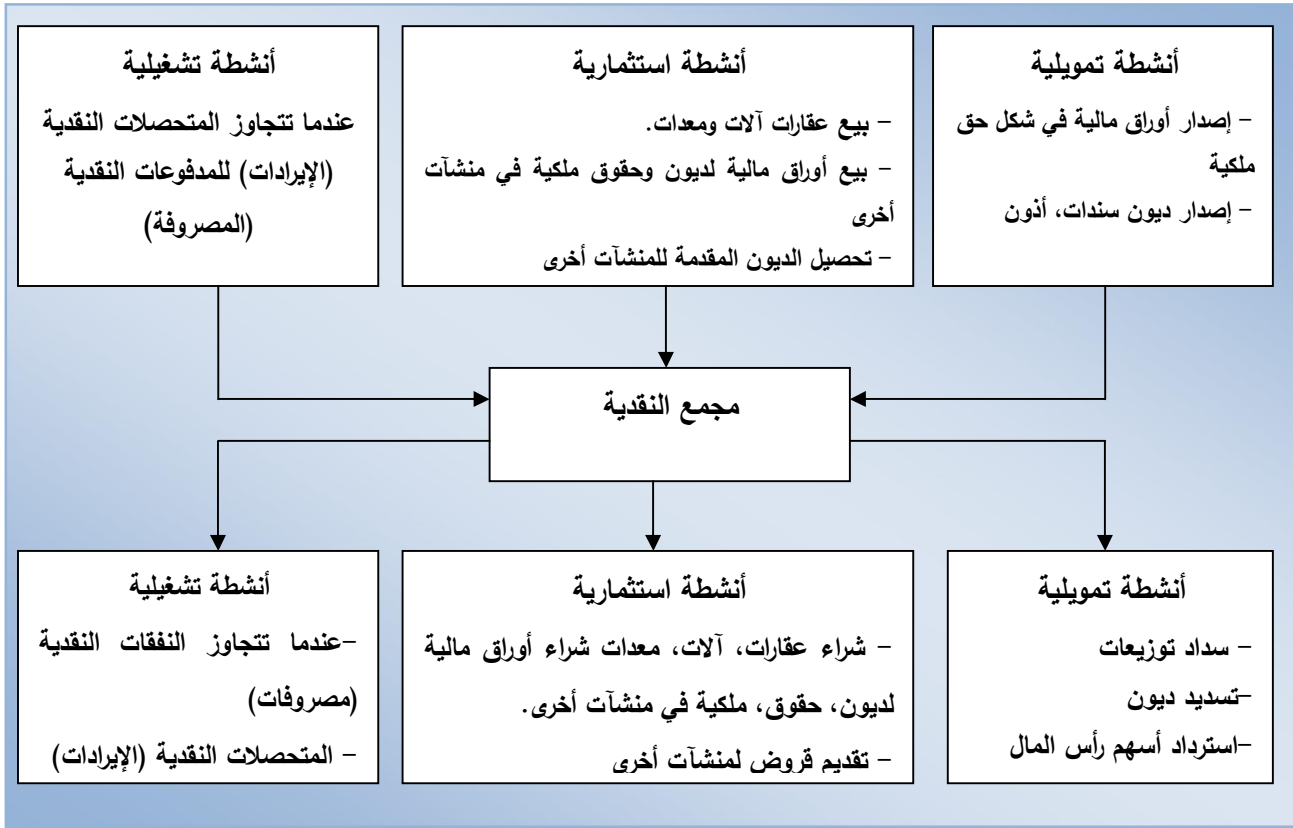 أنشطة تمويلية
– إصدار أوراق مالية في شكل حق
ملكية
– إصدار ديون سندات، أذون
أنشطة استثمارية
– بيع عقارات آلات ومعدات.
– بيع أوراق مالية لديون وحقوق ملكية في منشآت
أخرى
– تحصيل الديون المقدمة للمنشآت أخرى
أنشطة تشغيلية
عندما تتجاوز المتحصلات النقدية
(الإيرادات) للمدفوعات النقدية
(المصروفة)
مجمع النقدية
أنشطة تمويلية
– سداد توزيعات
–تسديد ديون
–استرداد أسهم رأس المال
أنشطة استثمارية
– شراء عقارات، آلات، معدات شراء أوراق مالية
لديون، حقوق، ملكية في منشآت أخرى.
– تقديم قروض لمنشآت أخرى
أنشطة تشغيلية
–عندما تتجاوز النفقات النقدية
(مصروفات)
– المتحصلات النقدية (الإيرادات)